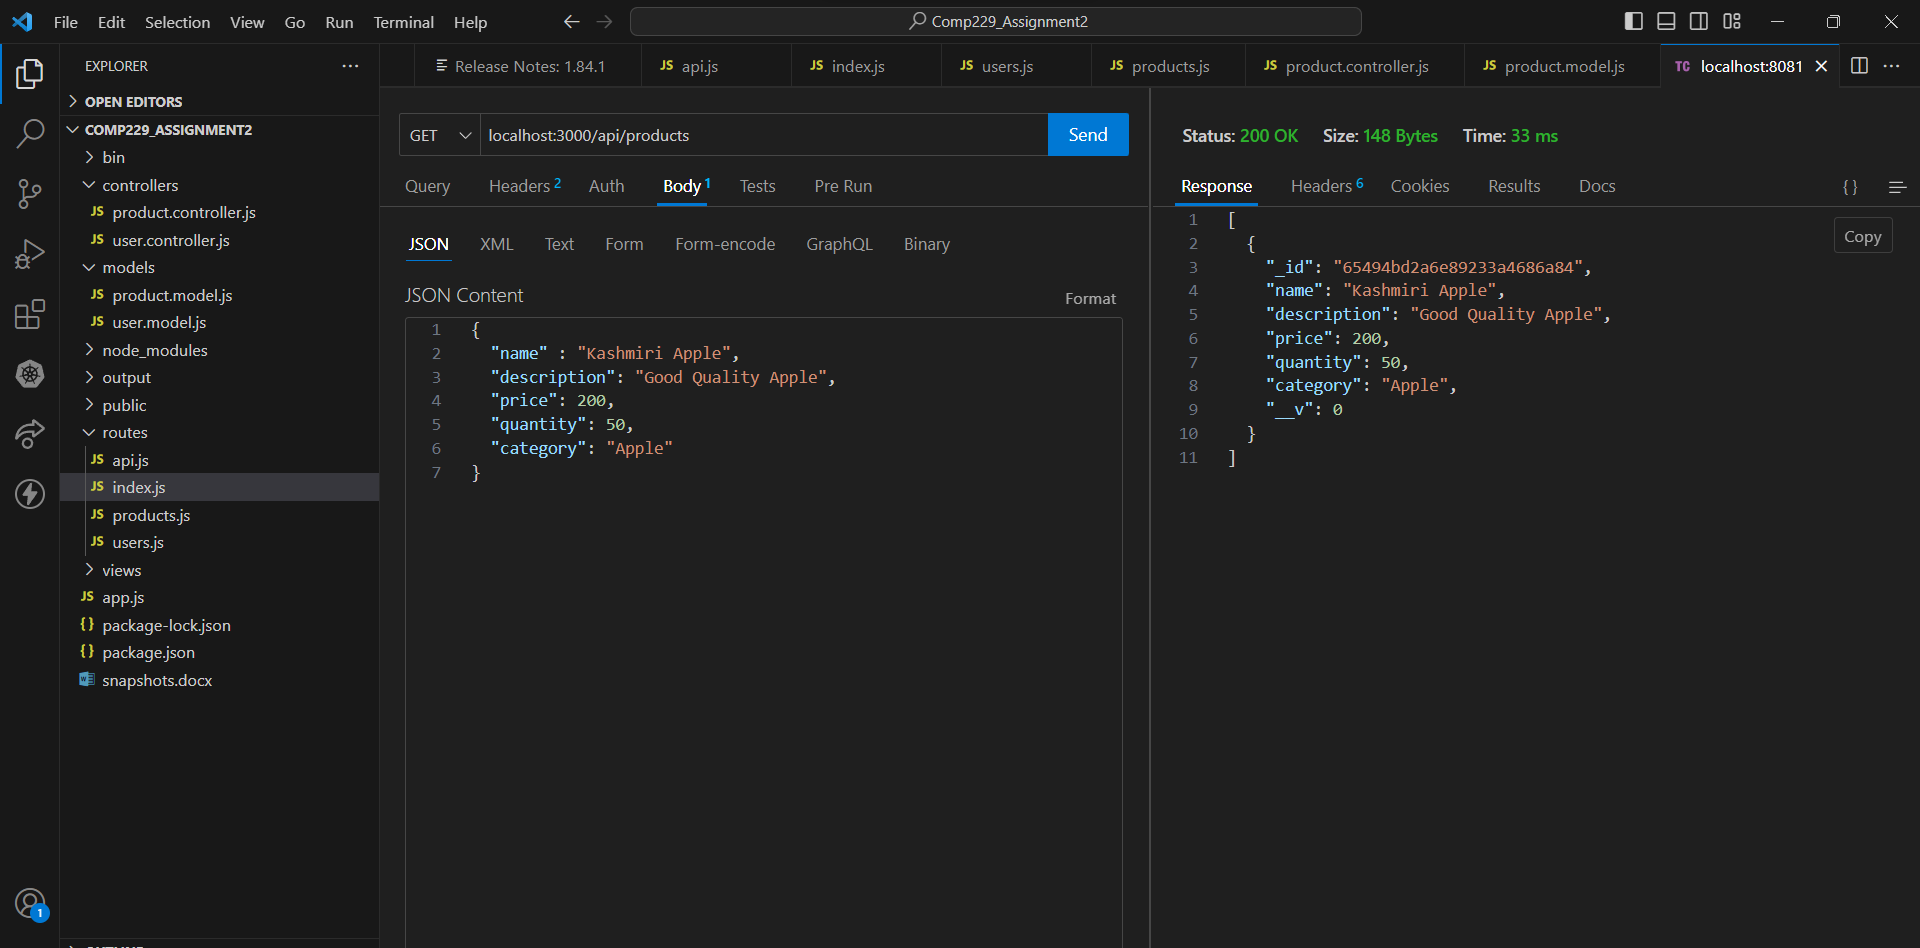 File Edit Selection View Go Run Terminal Help Comp229_Assignment2
EXPLORER
Release Notes: 1.84.1 JS api.js JS index.js JS users.js JS products.js JS product.controller.js JS product.model.js TC localhost:8081
OPEN EDITORS
COMP229_ASSIGNMENT2
bin
controllers
JS product.controller.js
JS user.controller.js
models
JS product.model.js
JS user.model.js
node_modules
output
public
routes
JS api.js
JS index.js
JS products.js
JS users.js
views
JS app.js
{} package-lock.json
{} package.json
snapshots.docx
1
GET localhost:3000/api/products Send
Query Headers 2 Auth Body 1 Tests Pre Run
JSON XML Text Form Form-encode GraphQL Binary
JSON Content
Format
1 {
2 "name" : "Kashmiri Apple",
3 "description": "Good Quality Apple",
4 "price": 200,
5 "quantity": 50,
6 "category": "Apple"
7 }
Status: 200 OK Size: 148 Bytes Time: 33 ms
Response Headers 6 Cookies Results Docs {}
Copy
1 [
2 {
3 "_id": "65494bd2a6e89233a4686a84",
4 "name": "Kashmiri Apple",
5 "description": "Good Quality Apple",
6 "price": 200,
7 "quantity": 50,
8 "category": "Apple",
9 "__v": 0
10 }
11 ]